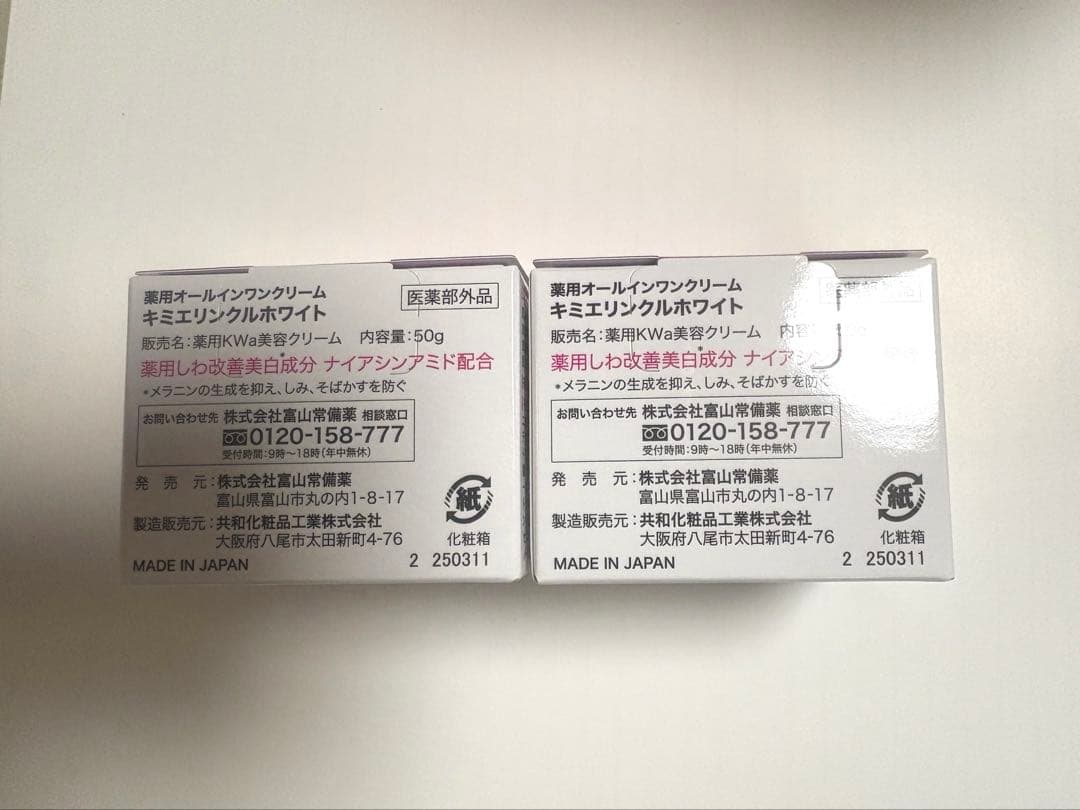 薬用オールインワンクリーム
キミエリンクルホワイト
医薬部外品
販売名:薬用KWa美容クリーム 内容量:50g
薬用しわ改善美白成分 ナイアシンアミド配合
*メラニンの生成を抑え、しみ、そばかすを防ぐ
お問い合わせ先 株式会社富山常備薬 相談窓口
0120-158-777
受付時間:9時〜18時(年中無休)
発売元:株式会社富山常備薬
富山県富山市丸の内1-8-17
製造販売元:共和化粧品工業株式会社
大阪府八尾市太田新町4-76
紙
化粧箱
MADE IN JAPAN
2 250311
薬用オールインワンクリーム
キミエリンクルホワイト
医薬部外品
販売名:薬用KWa美容クリーム
薬用しわ改善美白成分 ナイアシ
*メラニンの生成を抑え、しみ、そばかすを防ぐ
お問い合わせ先 株式会社富山常備薬 相談窓口
0120-158-777
受付時間:9時〜18時(年中無休)
発売元:株式会社富山常備薬
富山県富山市丸の内1-8-17
製造販売元:共和化粧品工業株式会社
大阪府八尾市太田新町4-76
紙
化粧箱
MADE IN JAPAN
2 250311